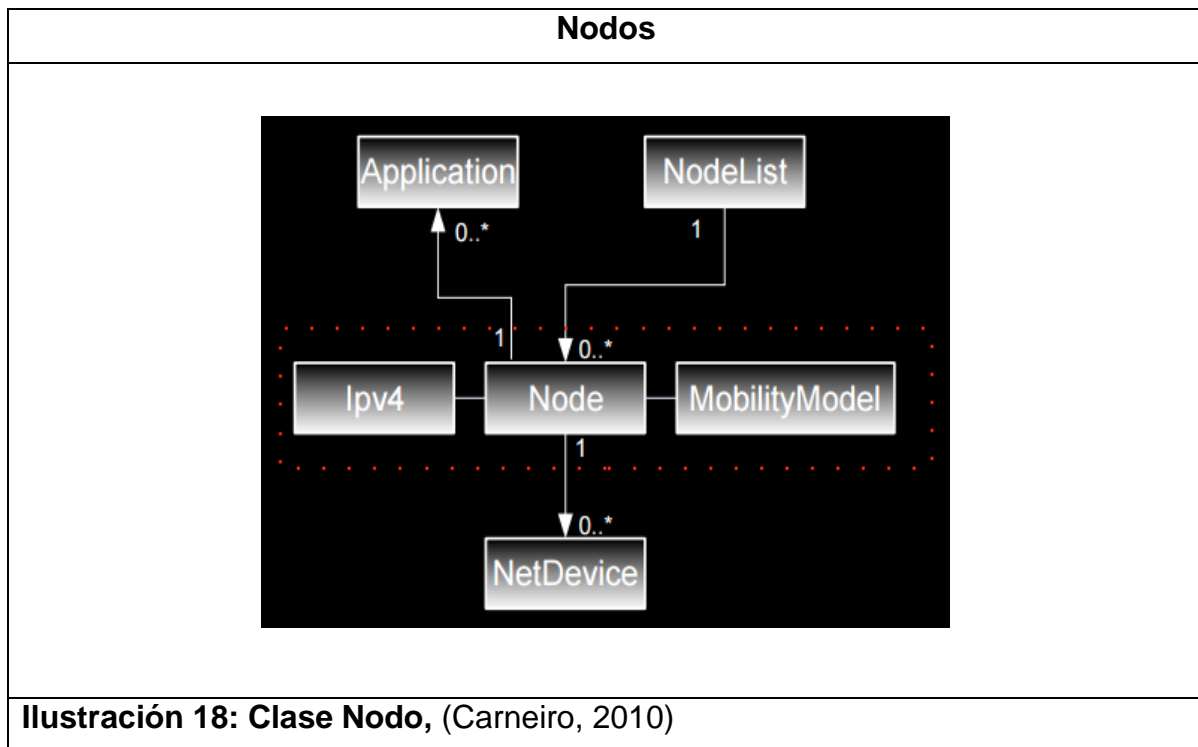 Nodos
Application
NodeList
0..*
1
1
0..*
Ipv4
Node
MobilityModel
1
0..*
NetDevice
Ilustración 18: Clase Nodo, (Carneiro, 2010)